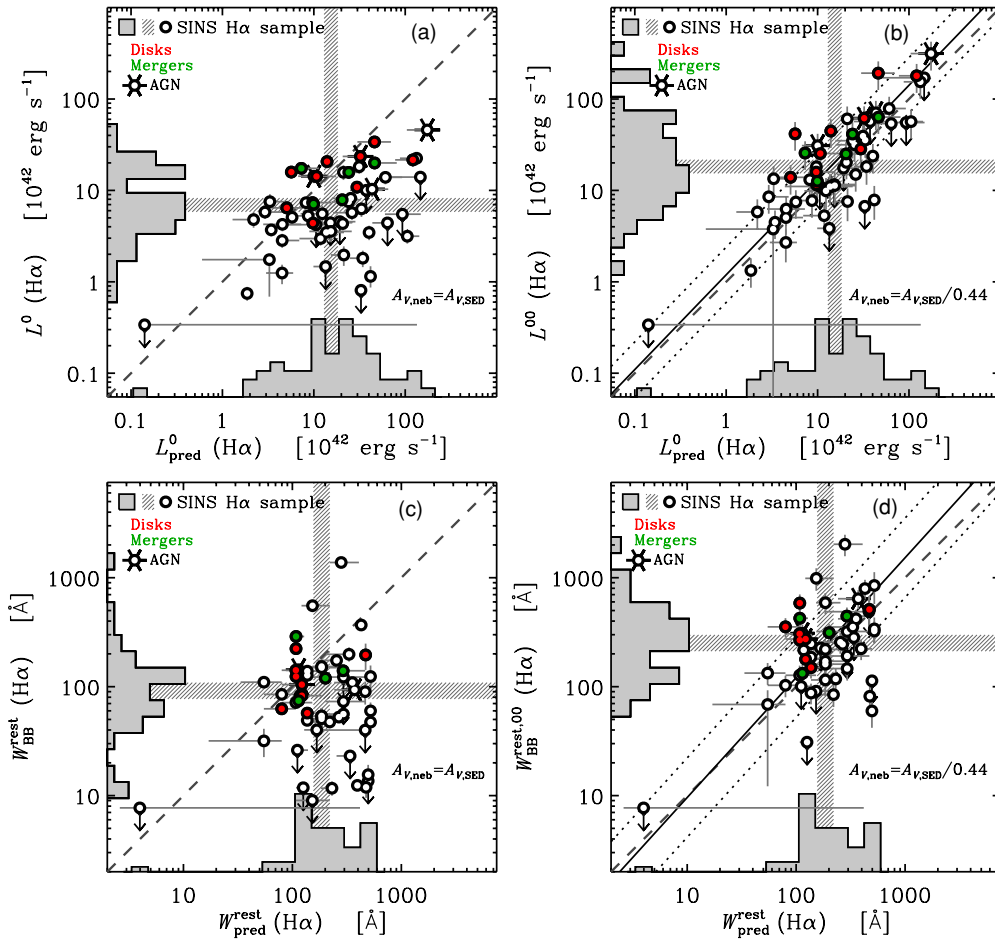 SINS Hα sample (a)
Disks
Mergers
AGN
100
10
1
0.1
L⁰ (Hα) [10⁴² erg s⁻¹]
A_V,neb=A_V,SED/0.44
0.1 1 10 100
L⁰_pred (Hα) [10⁴² erg s⁻¹]
SINS Hα sample (b)
Disks
Mergers
AGN
100
10
1
0.1
L⁰⁰ (Hα) [10⁴² erg s⁻¹]
A_V,neb=A_V,SED/0.44
0.1 1 10 100
L⁰_pred (Hα) [10⁴² erg s⁻¹]
SINS Hα sample (c)
Disks
Mergers
AGN
1000
100
10
W^rest_BB (Hα) [Å]
A_V,neb=A_V,SED/0.44
10 100 1000
W^rest_pred (Hα) [Å]
SINS Hα sample (d)
Disks
Mergers
AGN
1000
100
10
W^rest,00_BB (Hα) [Å]
A_V,neb=A_V,SED/0.44
10 100 1000
W^rest_pred (Hα) [Å]